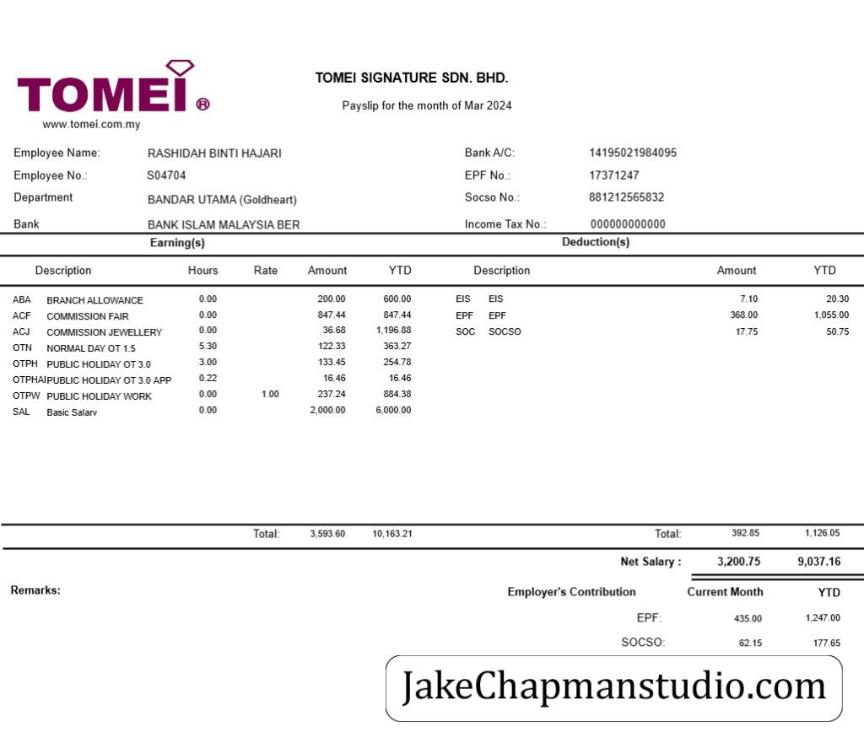 TOMEI®
www.tomei.com.my
TOMEI SIGNATURE SDN. BHD.
Payslip for the month of Mar 2024
Employee Name: RASHIDAH BINTI HAJARI Bank A/C: 14195021984095
Employee No.: S04704 EPF No.: 17371247
Department BANDAR UTAMA (Goldheart) Socso No.: 881212565832
Bank BANK ISLAM MALAYSIA BER Income Tax No.: 000000000000
Earning(s) Deduction(s)
Description Hours Rate Amount YTD Description Amount YTD
ABA BRANCH ALLOWANCE 0.00 200.00 600.00 EIS EIS 7.10 20.30
ACF COMMISSION FAIR 0.00 847.44 847.44 EPF EPF 368.00 1,055.00
ACJ COMMISSION JEWELLERY 0.00 36.68 1,196.88 SOC SOCSO 17.75 50.75
OTN NORMAL DAY OT 1.5 5.30 122.33 363.27
OTPH PUBLIC HOLIDAY OT 3.0 3.00 133.45 254.78
OTPHAIPUBLIC HOLIDAY OT 3.0 APP 0.22 16.46 16.46
OTPW PUBLIC HOLIDAY WORK 0.00 1.00 237.24 884.38
SAL Basic Salary 0.00 2,000.00 6,000.00
Total: 3,593.60 10,163.21 Total: 392.85 1,126.05
Net Salary : 3,200.75 9,037.16
Remarks: Employer's Contribution Current Month YTD
EPF: 435.00 1,247.00
SOCSO: 62.15 177.65
JakeChapmanstudio.com